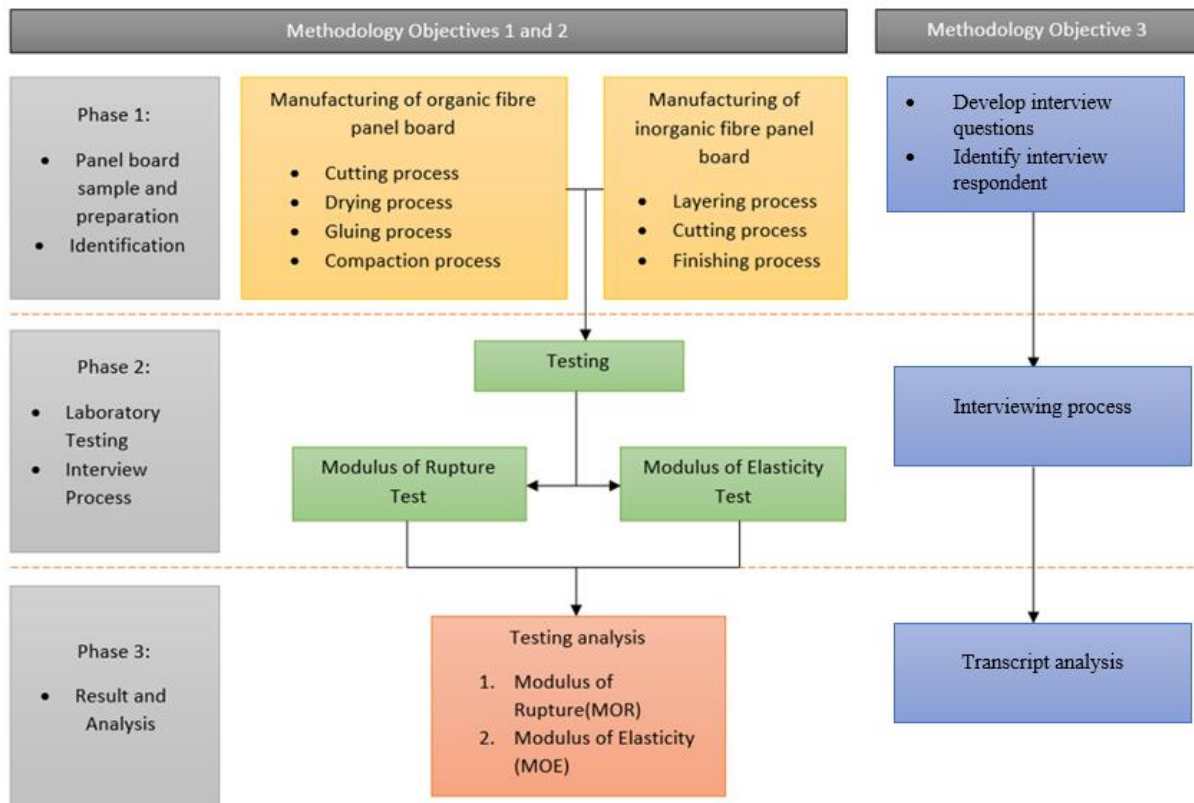 Methodology Objectives 1 and 2
Methodology Objective 3
Phase 1:
• Panel board
sample and
preparation
• Identification
Manufacturing of organic fibre
panel board
• Cutting process
• Drying process
• Gluing process
• Compaction process
Manufacturing of
inorganic fibre panel
board
• Layering process
• Cutting process
• Finishing process
• Develop interview
questions
• Identify interview
respondent
Phase 2:
• Laboratory
Testing
• Interview
Process
Testing
Modulus of Rupture
Test
Modulus of Elasticity
Test
Interviewing process
Phase 3:
• Result and
Analysis
Testing analysis
1. Modulus of
Rupture(MOR)
2. Modulus of Elasticity
(MOE)
Transcript analysis